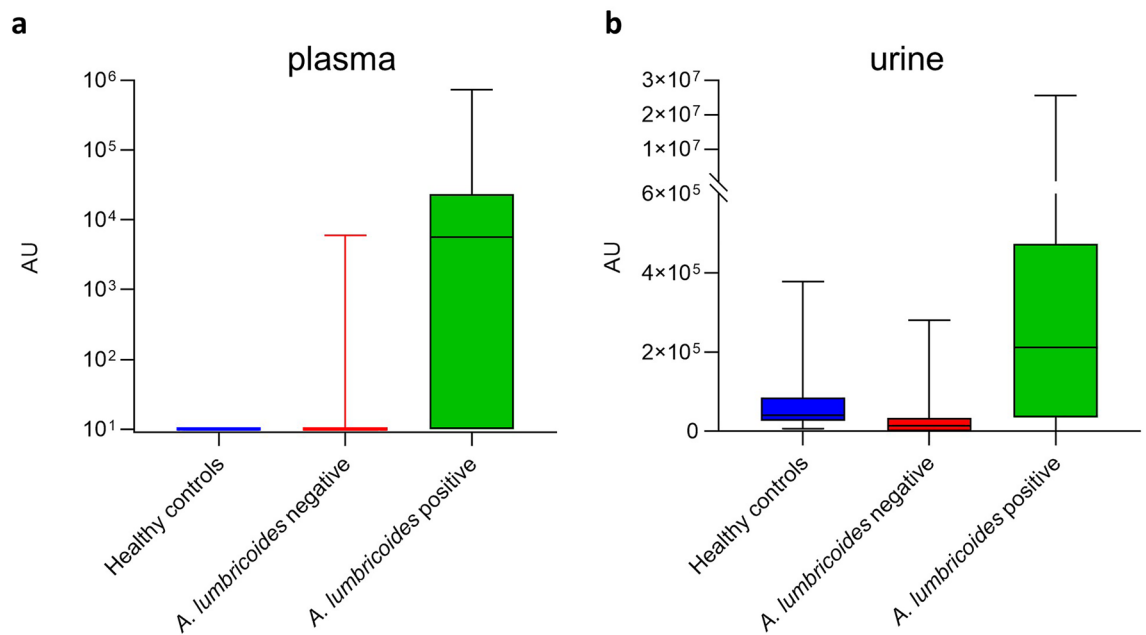 a
plasma
10⁶
10⁵
10⁴
10³
10²
10¹
AU
Healthy controls
A. lumbricoides negative
A. lumbricoides positive
b
urine
3×10⁷
2×10⁷
1×10⁷
6×10⁵
4×10⁵
2×10⁵
0
AU
Healthy controls
A. lumbricoides negative
A. lumbricoides positive